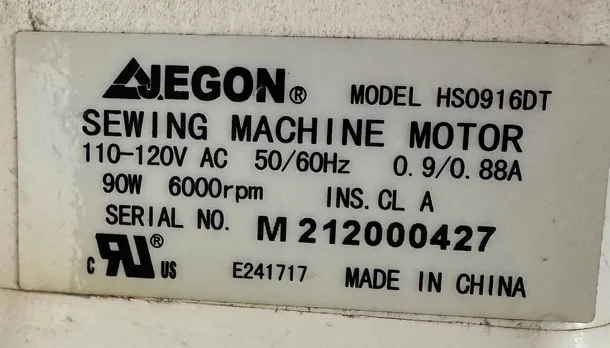 JEGON® MODEL HS0916DT
SEWING MACHINE MOTOR
110-120V AC 50/60Hz 0.9/0.88A
90W 6000rpm INS.CL A
SERIAL NO. M 212000427
c RU® US E241717 MADE IN CHINA